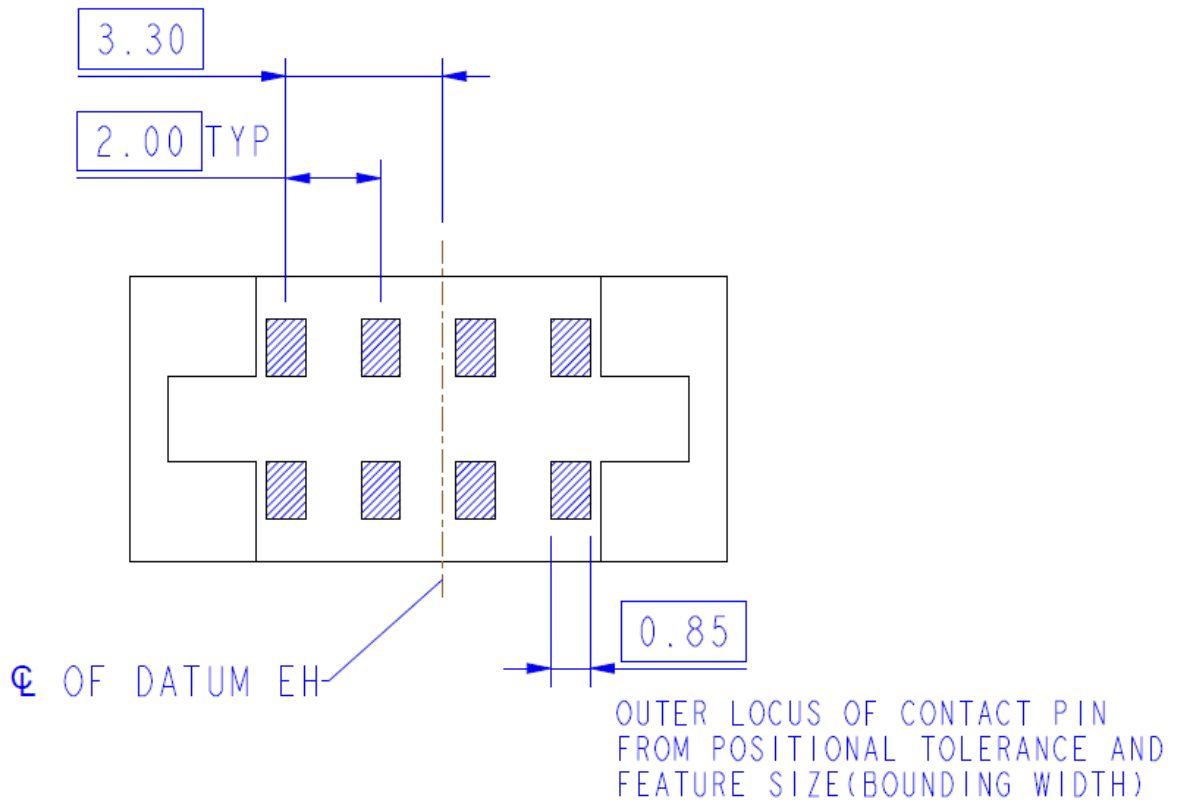 3.30
2.00 TYP
℄ OF DATUM EH
0.85
OUTER LOCUS OF CONTACT PIN
FROM POSITIONAL TOLERANCE AND
FEATURE SIZE(BOUNDING WIDTH)